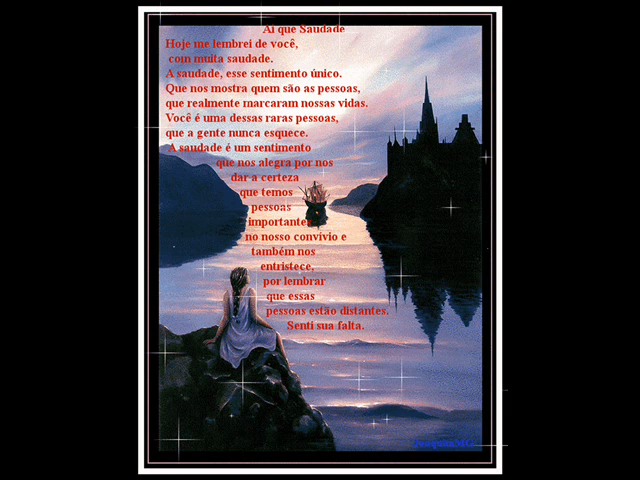 Ai que Saudade
Hoje me lembrei de você,
com muita saudade.
A saudade, esse sentimento único.
Que nos mostra quem são as pessoas,
que realmente marcaram nossas vidas.
Você é uma dessas raras pessoas,
que a gente nunca esquece.
A saudade é um sentimento
que nos alegra por nos
dar a certeza
que temos
pessoas
importantes
no nosso convívio e
também nos
entristece,
por lembrar
que essas
pessoas estão distantes.
Senti sua falta.